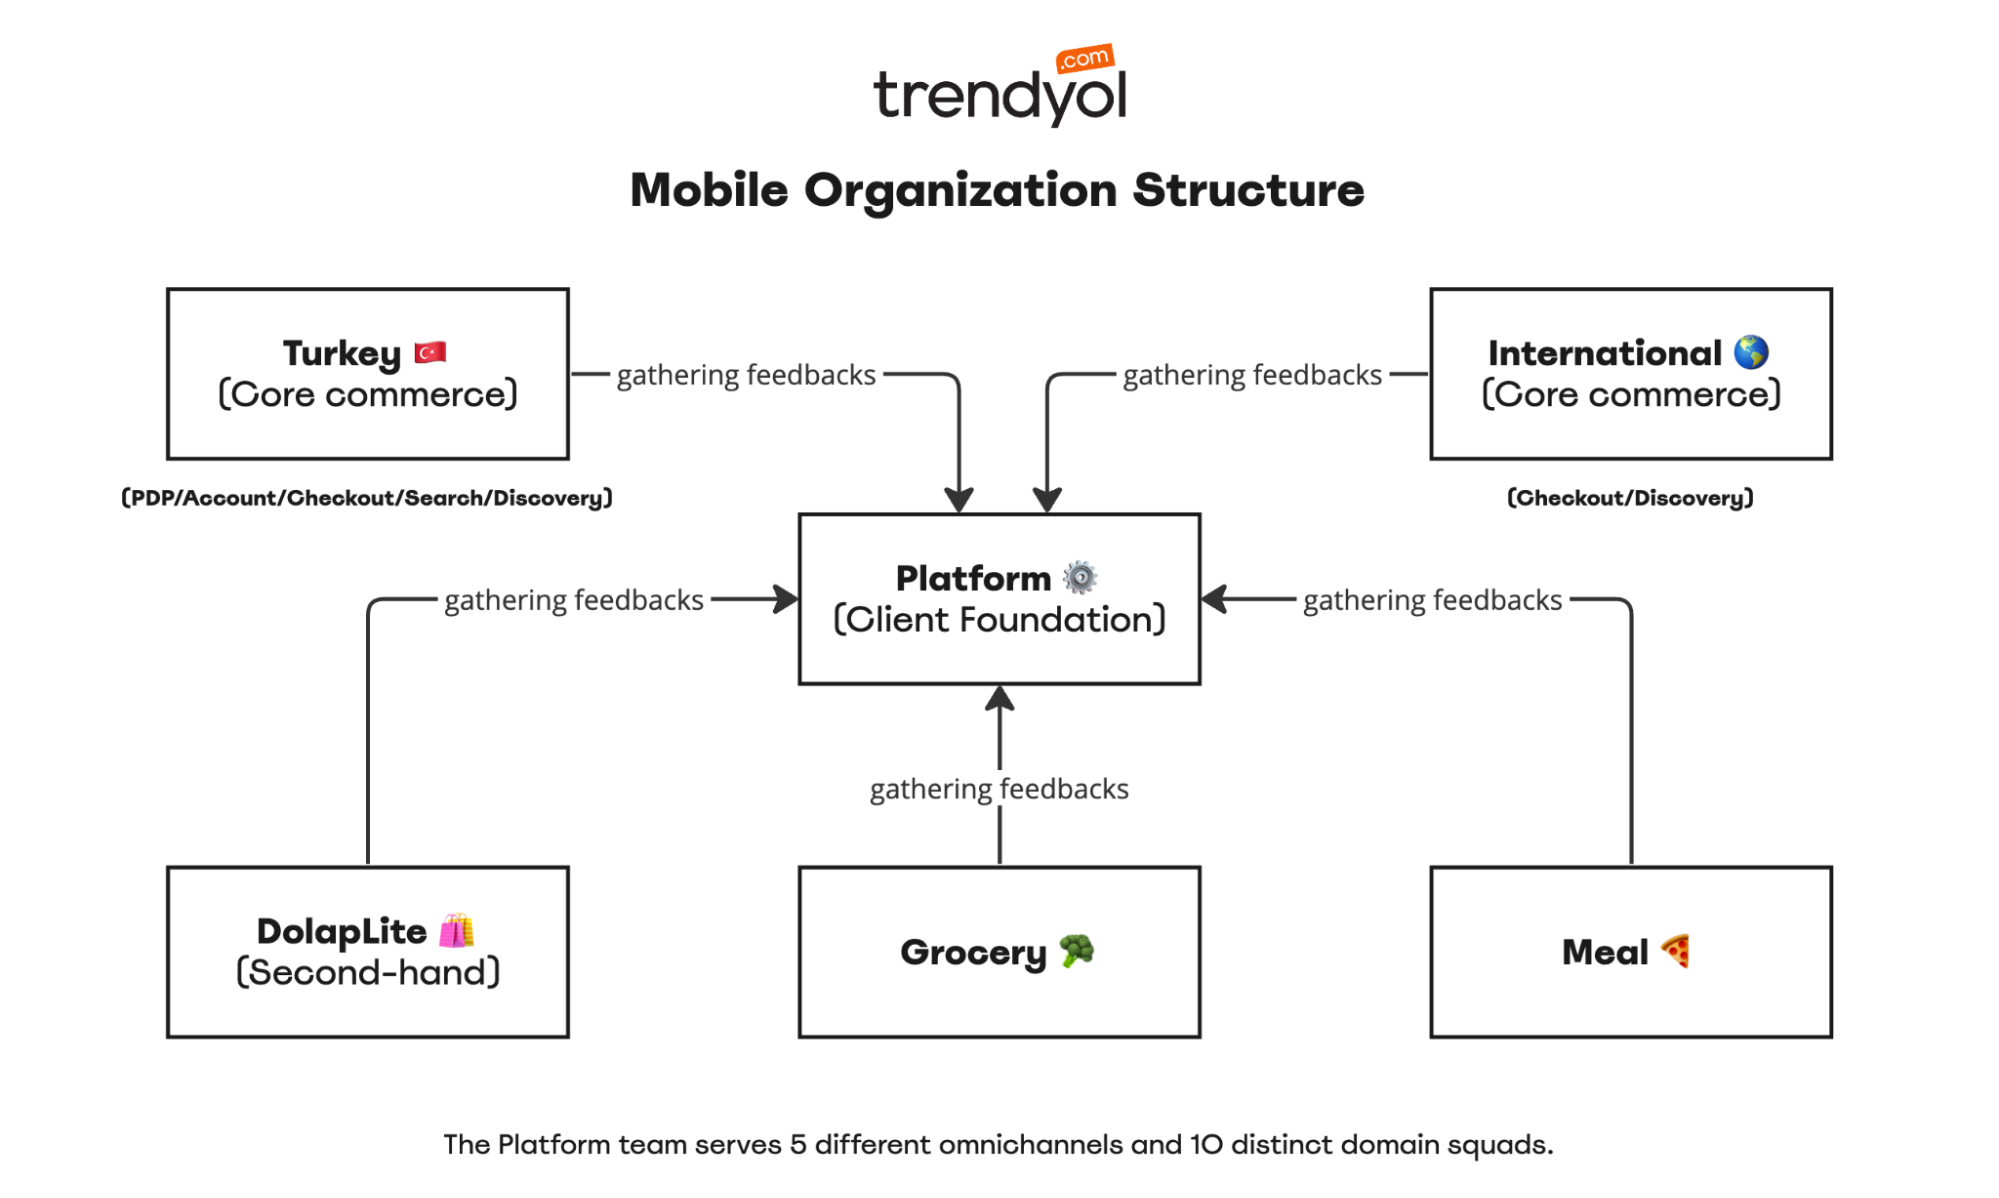 trendyol
.com
Mobile Organization Structure
Turkey
(Core commerce)
gathering feedbacks
gathering feedbacks
International
(Core commerce)
(PDP/Account/Checkout/Search/Discovery)
(Checkout/Discovery)
Platform
(Client Foundation)
gathering feedbacks
gathering feedbacks
gathering feedbacks
DolapLite
(Second-hand)
Grocery
Meal
The Platform team serves 5 different omnichannels and 10 distinct domain squads.